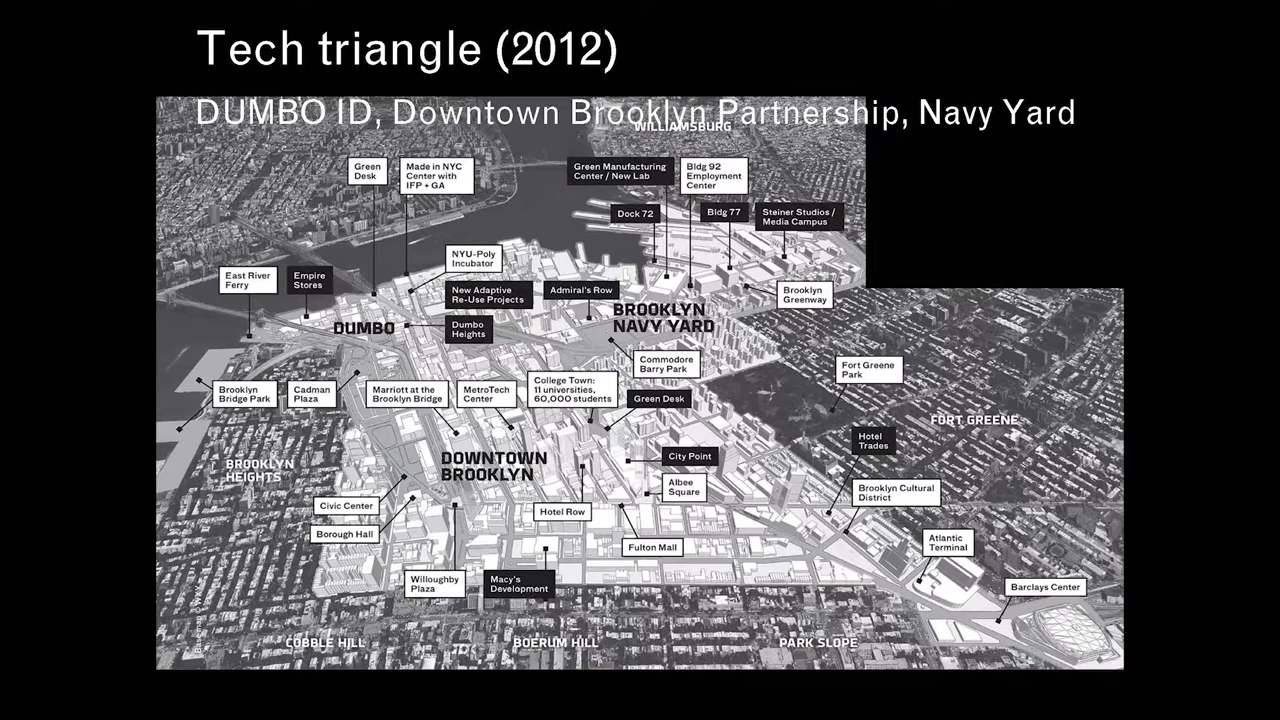 Tech triangle (2012)
DUMBO ID, Downtown Brooklyn Partnership, Navy Yard
WILLIAMSBURG
Green
Desk
Made in NYC
Center with
IFP + GA
Green Manufacturing
Center / New Lab
Bldg 92
Employment
Center
Dock 72
Bldg 77
Steiner Studios /
Media Campus
NYU-Poly
Incubator
East River
Ferry
Empire
Stores
New Adaptive
Re-Use Projects
Admiral's Row
Brooklyn
Greenway
DUMBO
Dumbo
Heights
BROOKLYN
NAVY YARD
Commodore
Barry Park
Fort Greene
Park
Brooklyn
Bridge Park
Cadman
Plaza
Marriott at the
Brooklyn Bridge
MetroTech
Center
College Town:
11 universities,
60,000 students
Green Desk
FORT GREENE
Hotel
Trades
BROOKLYN
HEIGHTS
DOWNTOWN
BROOKLYN
City Point
Albee
Square
Brooklyn Cultural
District
Civic Center
Hotel Row
Borough Hall
Fulton Mall
Atlantic
Terminal
Willoughby
Plaza
Macy's
Development
Barclays Center
COBBLE HILL
BOERUM HILL
PARK SLOPE